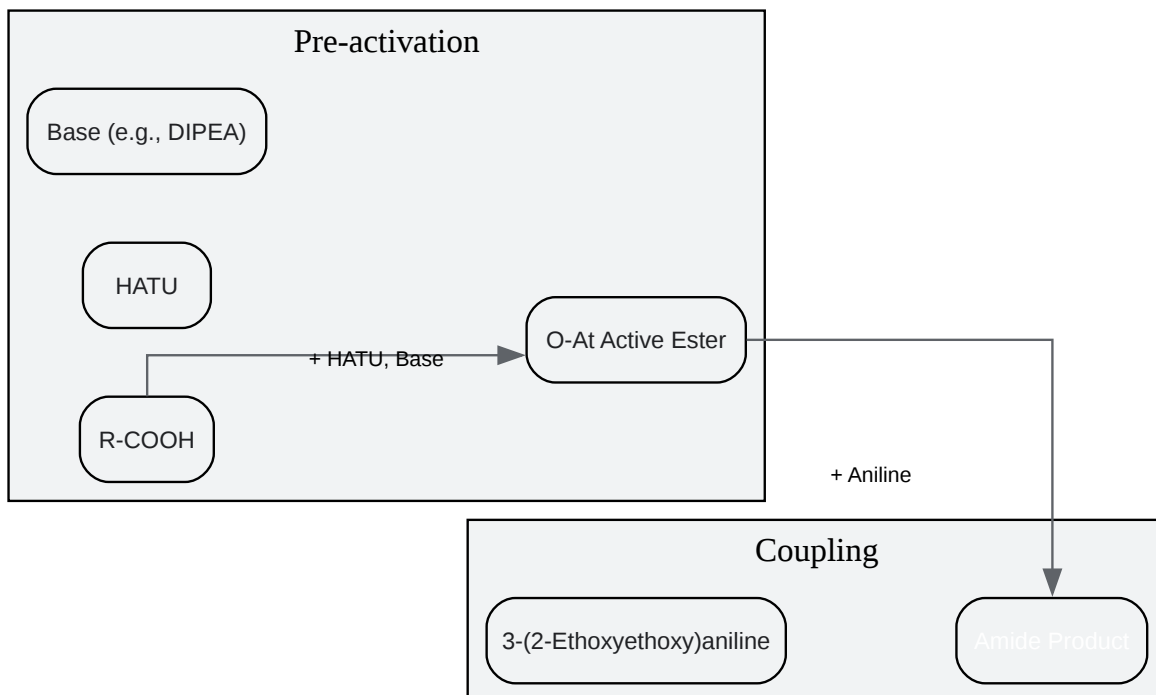 Pre-activation
Base (e.g., DIPEA)
HATU
O-At Active Ester
+ HATU, Base
R-COOH
+ Aniline
Coupling
3-(2-Ethoxyethoxy)aniline
Amide Product